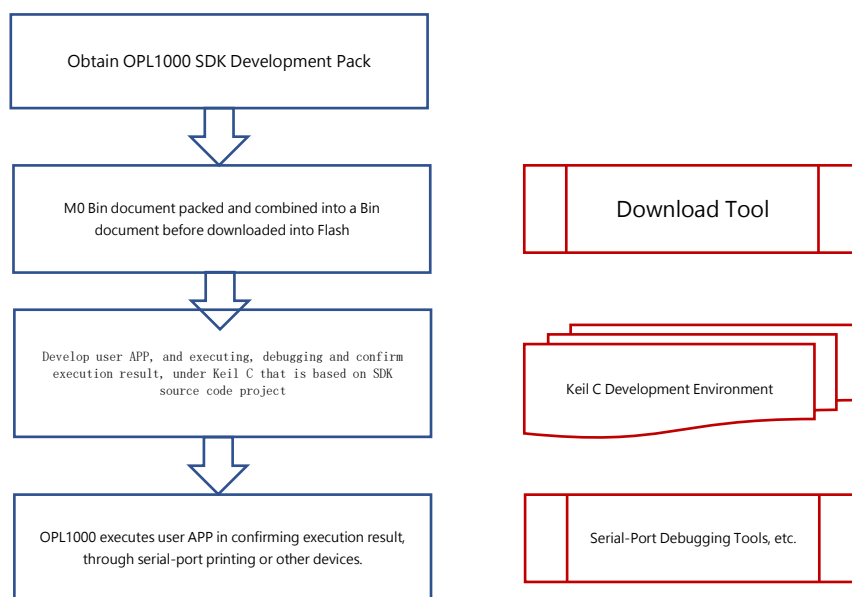 Obtain OPL1000 SDK Development Pack
M0 Bin document packed and combined into a Bin
document before downloaded into Flash
Download Tool
Develop user APP, and executing, debugging and confirm
execution result, under Keil C that is based on SDK
source code project
Keil C Development Environment
OPL1000 executes user APP in confirming execution result,
through serial-port printing or other devices.
Serial-Port Debugging Tools, etc.